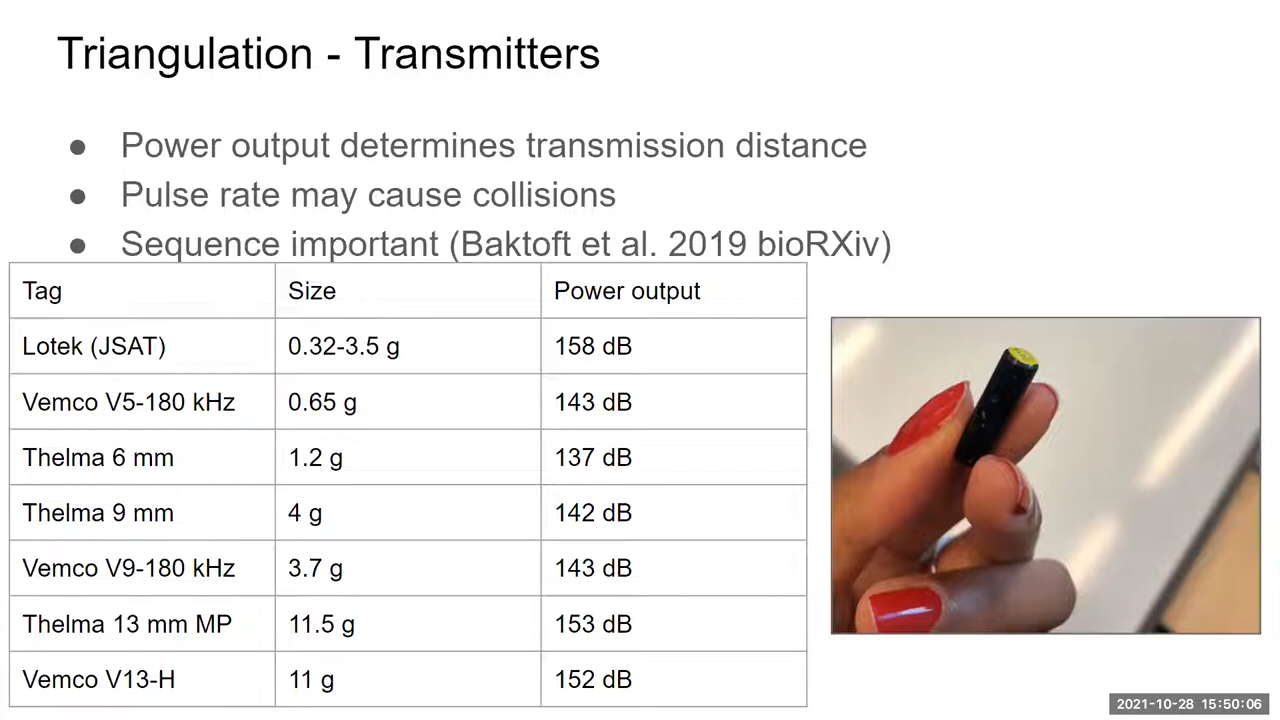 Triangulation - Transmitters
● Power output determines transmission distance
● Pulse rate may cause collisions
● Sequence important (Baktoft et al. 2019 bioRXiv)
Tag Size Power output
Lotek (JSAT) 0.32-3.5 g 158 dB
Vemco V5-180 kHz 0.65 g 143 dB
Thelma 6 mm 1.2 g 137 dB
Thelma 9 mm 4 g 142 dB
Vemco V9-180 kHz 3.7 g 143 dB
Thelma 13 mm MP 11.5 g 153 dB
Vemco V13-H 11 g 152 dB
2021-10-28 15:50:06